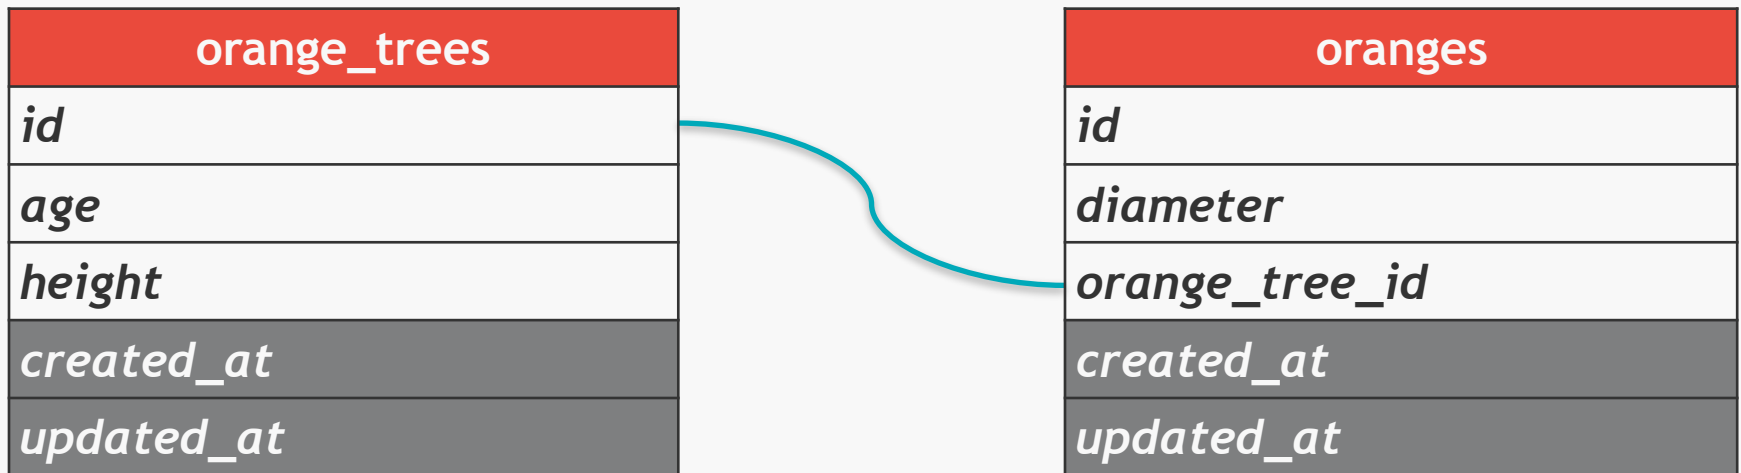 orange_trees
id
age
height
created_at
updated_at
oranges
id
diameter
orange_tree_id
created_at
updated_at